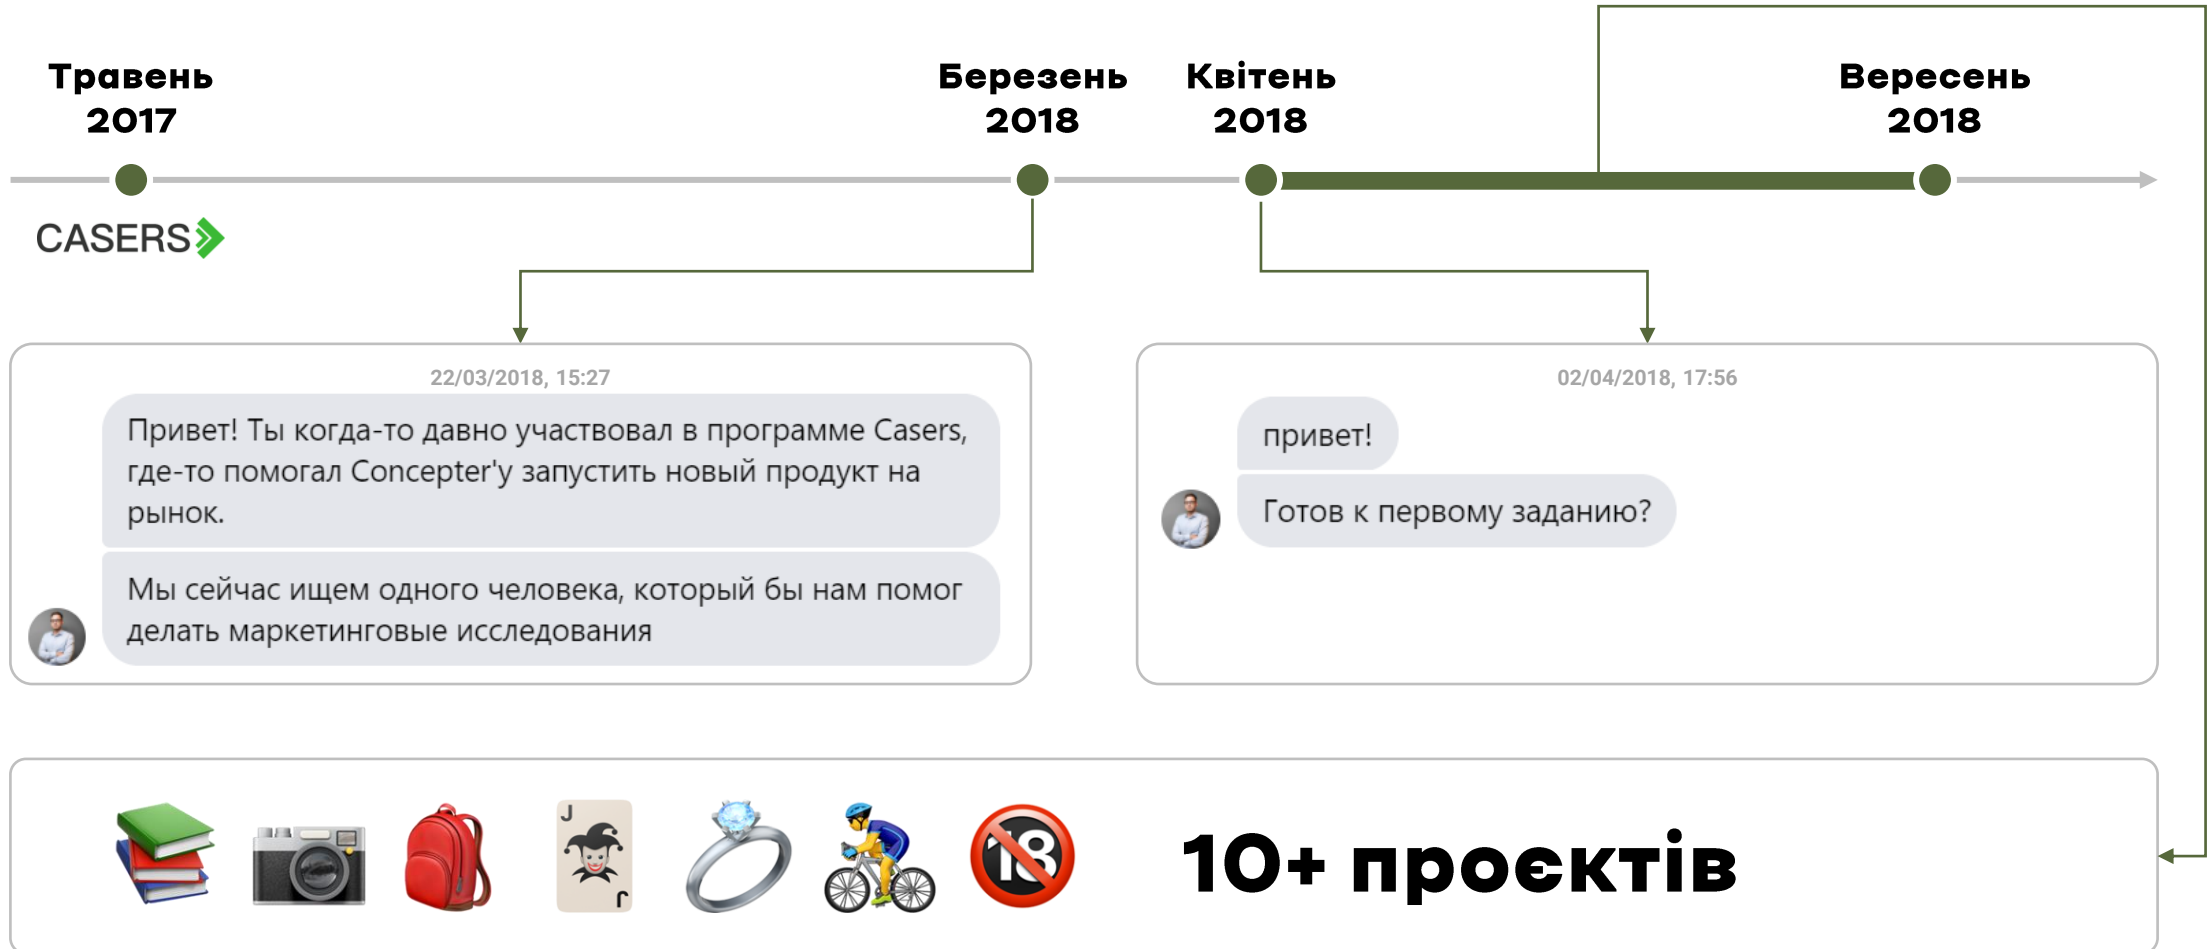 Травень
2017
Березень
2018
Квітень
2018
Вересень
2018
CASERS
22/03/2018, 15:27
Привет! Ты когда-то давно участвовал в программе Casers,
где-то помогал Concepter'у запустить новый продукт на
рынок.
Мы сейчас ищем одного человека, который бы нам помог
делать маркетинговые исследования
02/04/2018, 17:56
привет!
Готов к первому заданию?
J
J
18
10+ проєктів